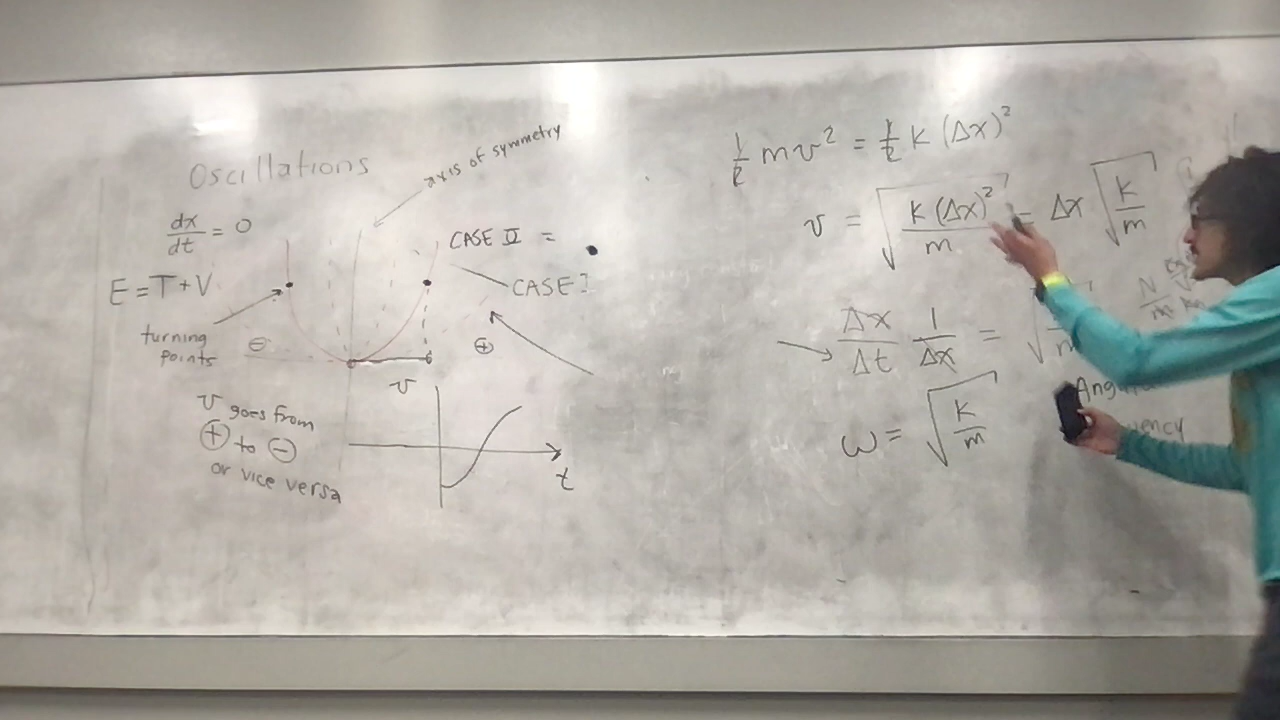 Oscillations
axis of symmetry
dx/dt = 0
CASE II =
E = T + V
CASE I
turning
points
⊖
⊕
v goes from
⊕ to ⊖
or vice versa
v
t
1/2 mv² = 1/2 K (Δx)²
v = √(K (Δx)²/m) = Δx √(K/m)
Δx/Δt 1/Δx = √
ω = √(K/m)
N/m